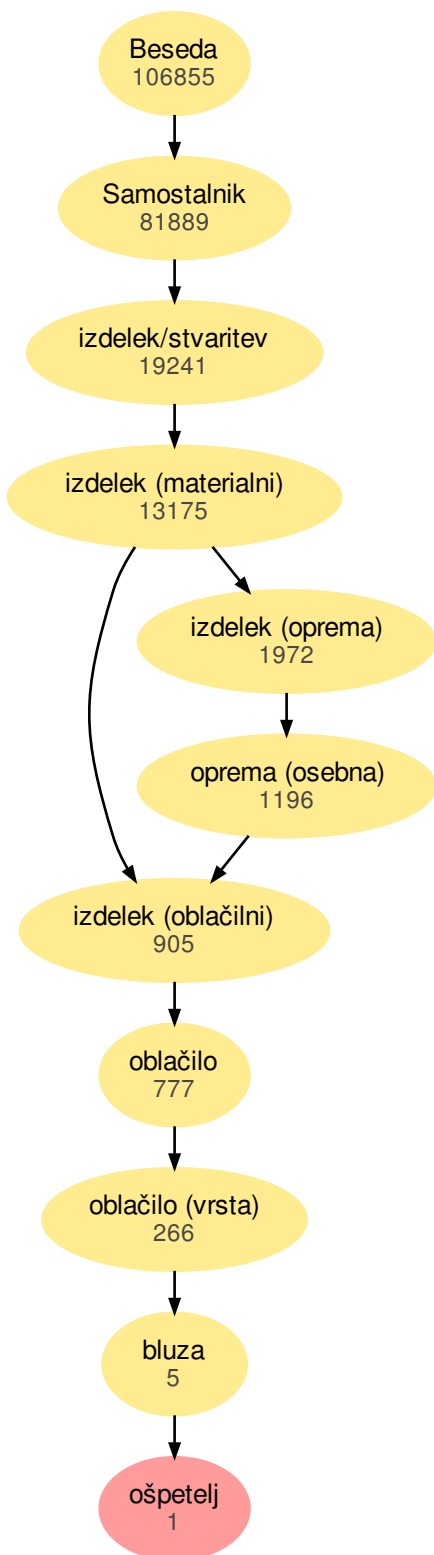 Beseda
106855
Samostalnik
81889
izdelek/stvaritev
19241
izdelek (materialni)
13175
izdelek (oprema)
1972
oprema (osebna)
1196
izdelek (oblačilni)
905
oblačilo
777
oblačilo (vrsta)
266
bluza
5
ošpetelj
1